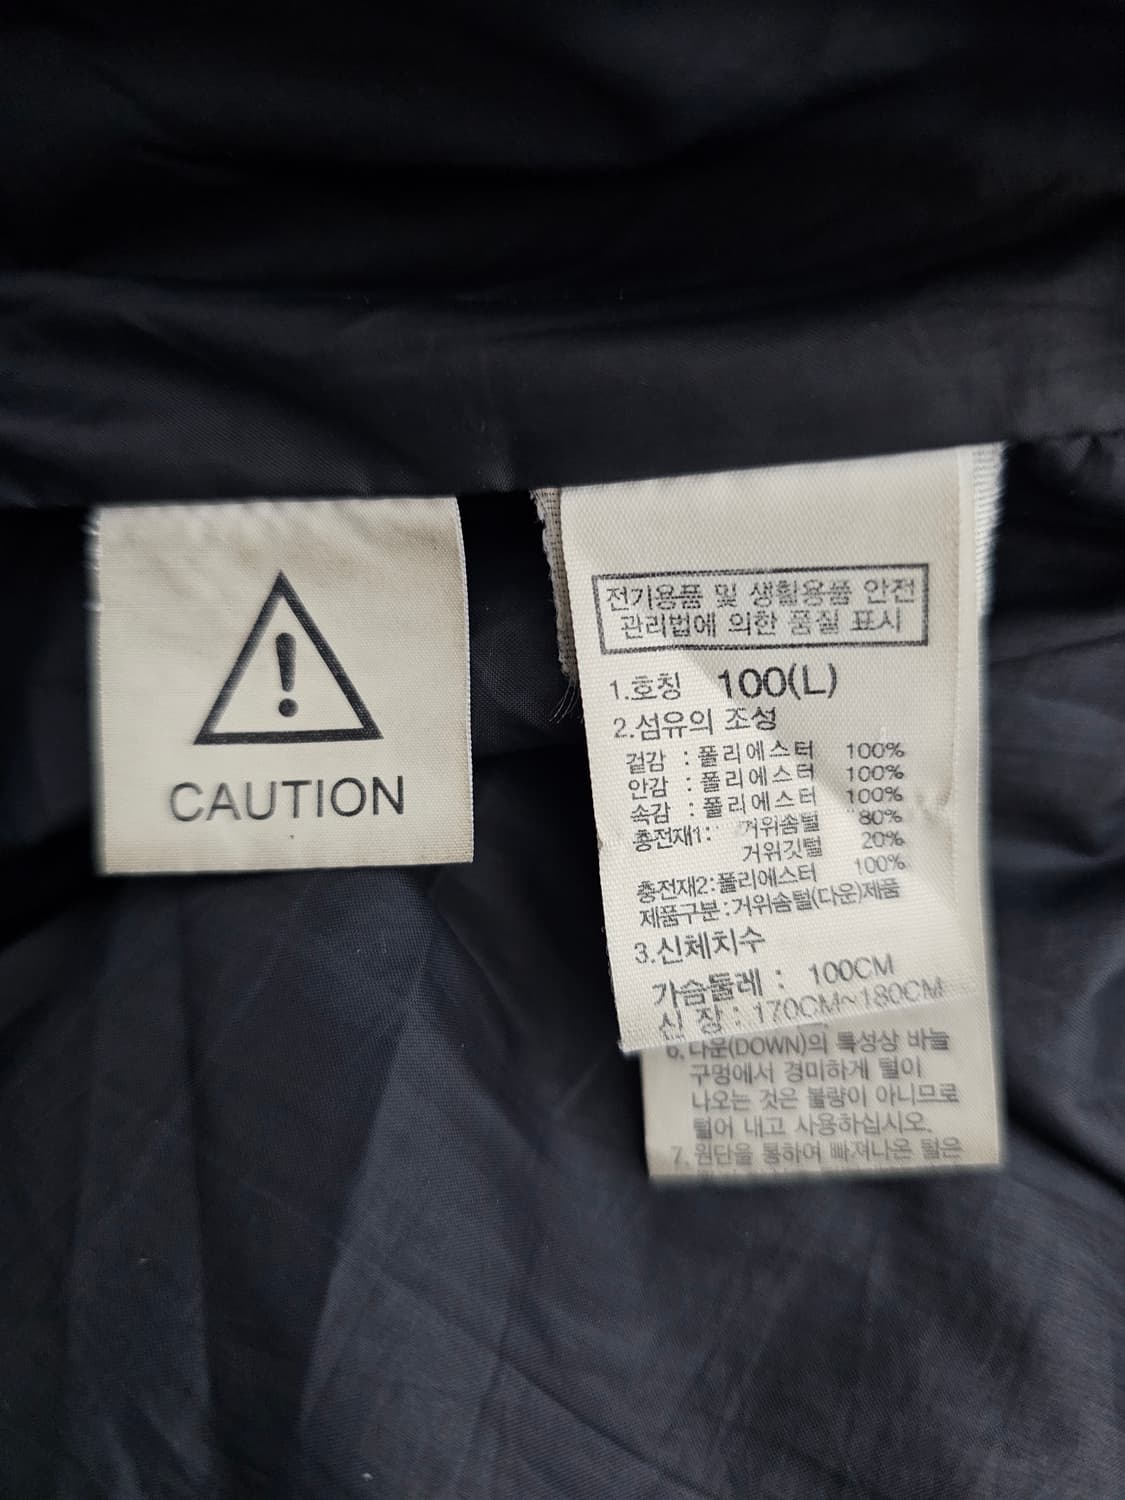 CAUTION
전기용품 및 생활용품 안전
관리법에 의한 품질 표시
1.호칭 100(L)
2.섬유의 조성
겉감 : 폴리에스터 100%
안감 : 폴리에스터 100%
속감 : 폴리에스터 100%
충전재1: 거위솜털 80%
거위깃털 20%
충전재2:폴리에스터 100%
제품구분:거위솜털(다운)제품
3.신체치수
가슴둘레 : 100CM
신 장 : 170CM~180CM
6.다운(DOWN)의 특성상 바늘
구멍에서 경미하게 털이
나오는 것은 불량이 아니므로
털어 내고 사용하십시오.
7.원단을 통하여 빠져나온 털은